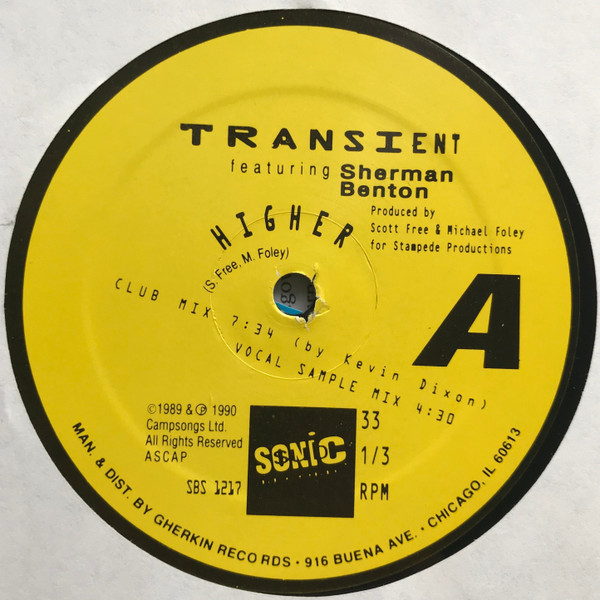 TRANSIENT
featuring Sherman
Benton
Produced by
Scott Free & Michael Foley
for Stampede Productions
HIGHER
(S. Free, M. Foley)
A
CLUB MIX 7:34 (by Kevin Dixon)
VOCAL SAMPLE MIX 4:30
©1989 & ℗ 1990
Campsongs Ltd.
All Rights Reserved
ASCAP
SBS 1217
SONIC
33
1/3
RPM
MAN. & DIST. BY GHERKIN RECORDS • 916 BUENA AVE. • CHICAGO, IL 60613